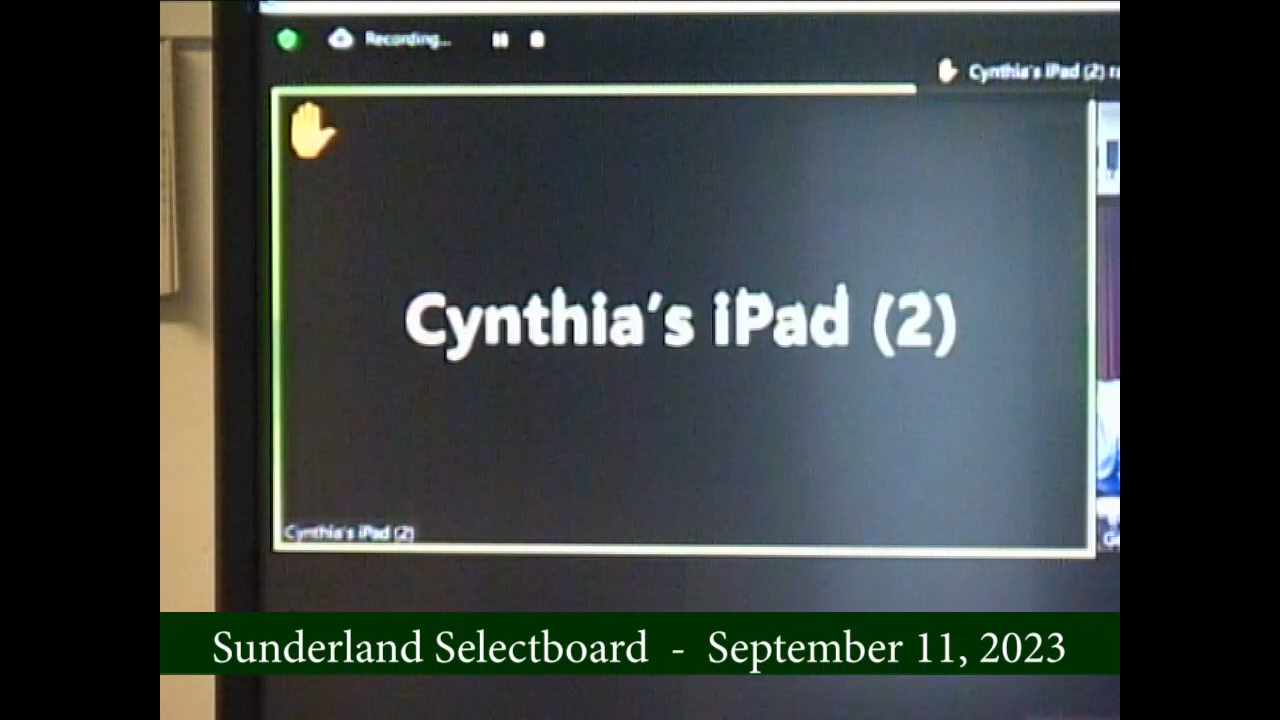 Recording...
Cynthia's iPad (2)
Cynthia's iPad (2)
Cynthia's iPad (2)
Sunderland Selectboard - September 11, 2023